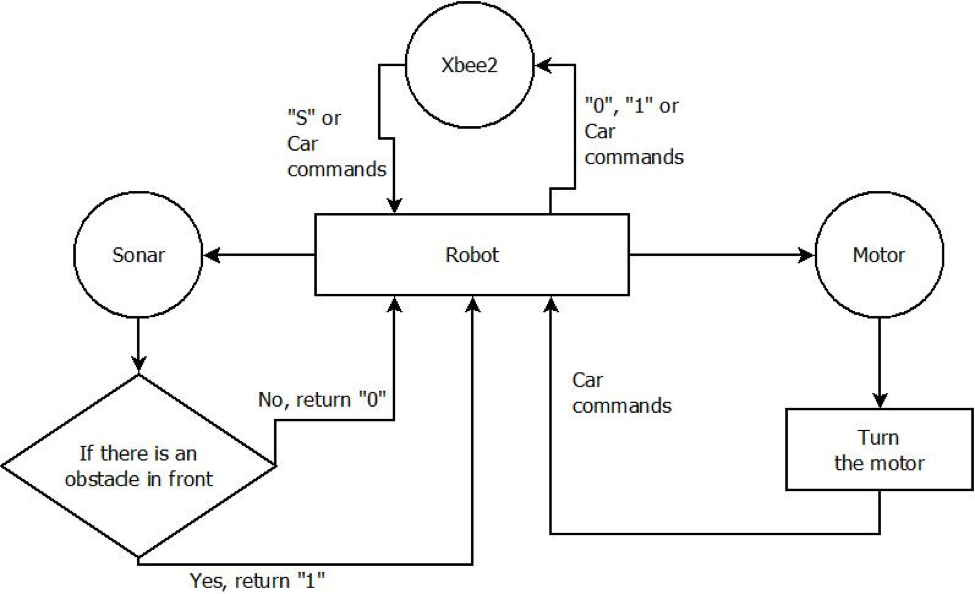 Xbee2
"S" or
Car
commands
"0", "1" or
Car
commands
Sonar
Robot
Motor
No, return "0"
Car
commands
If there is an
obstacle in front
Turn
the motor
Yes, return "1"